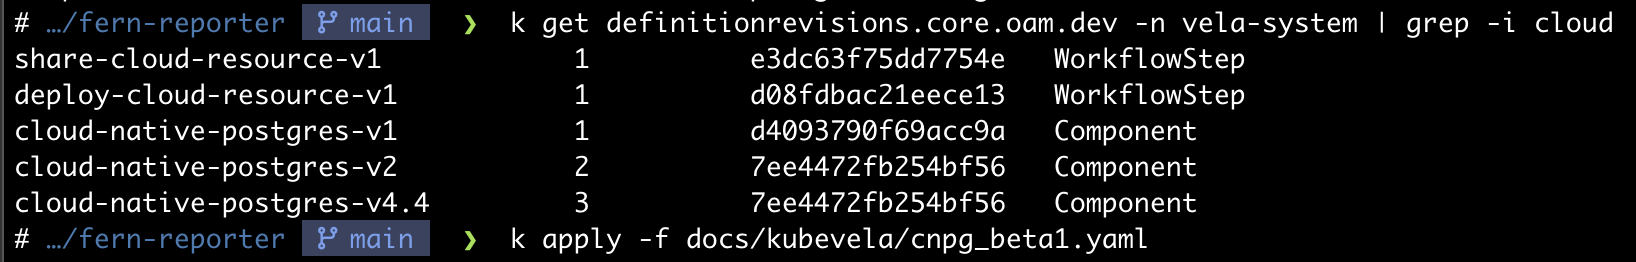 # …/fern-reporter main ❯ k get definitionrevisions.core.oam.dev -n vela-system | grep -i cloud
share-cloud-resource-v1 1 e3dc63f75dd7754e WorkflowStep
deploy-cloud-resource-v1 1 d08fdbac21eece13 WorkflowStep
cloud-native-postgres-v1 1 d4093790f69acc9a Component
cloud-native-postgres-v2 2 7ee4472fb254bf56 Component
cloud-native-postgres-v4.4 3 7ee4472fb254bf56 Component
# …/fern-reporter main ❯ k apply -f docs/kubevela/cnpg_beta1.yaml